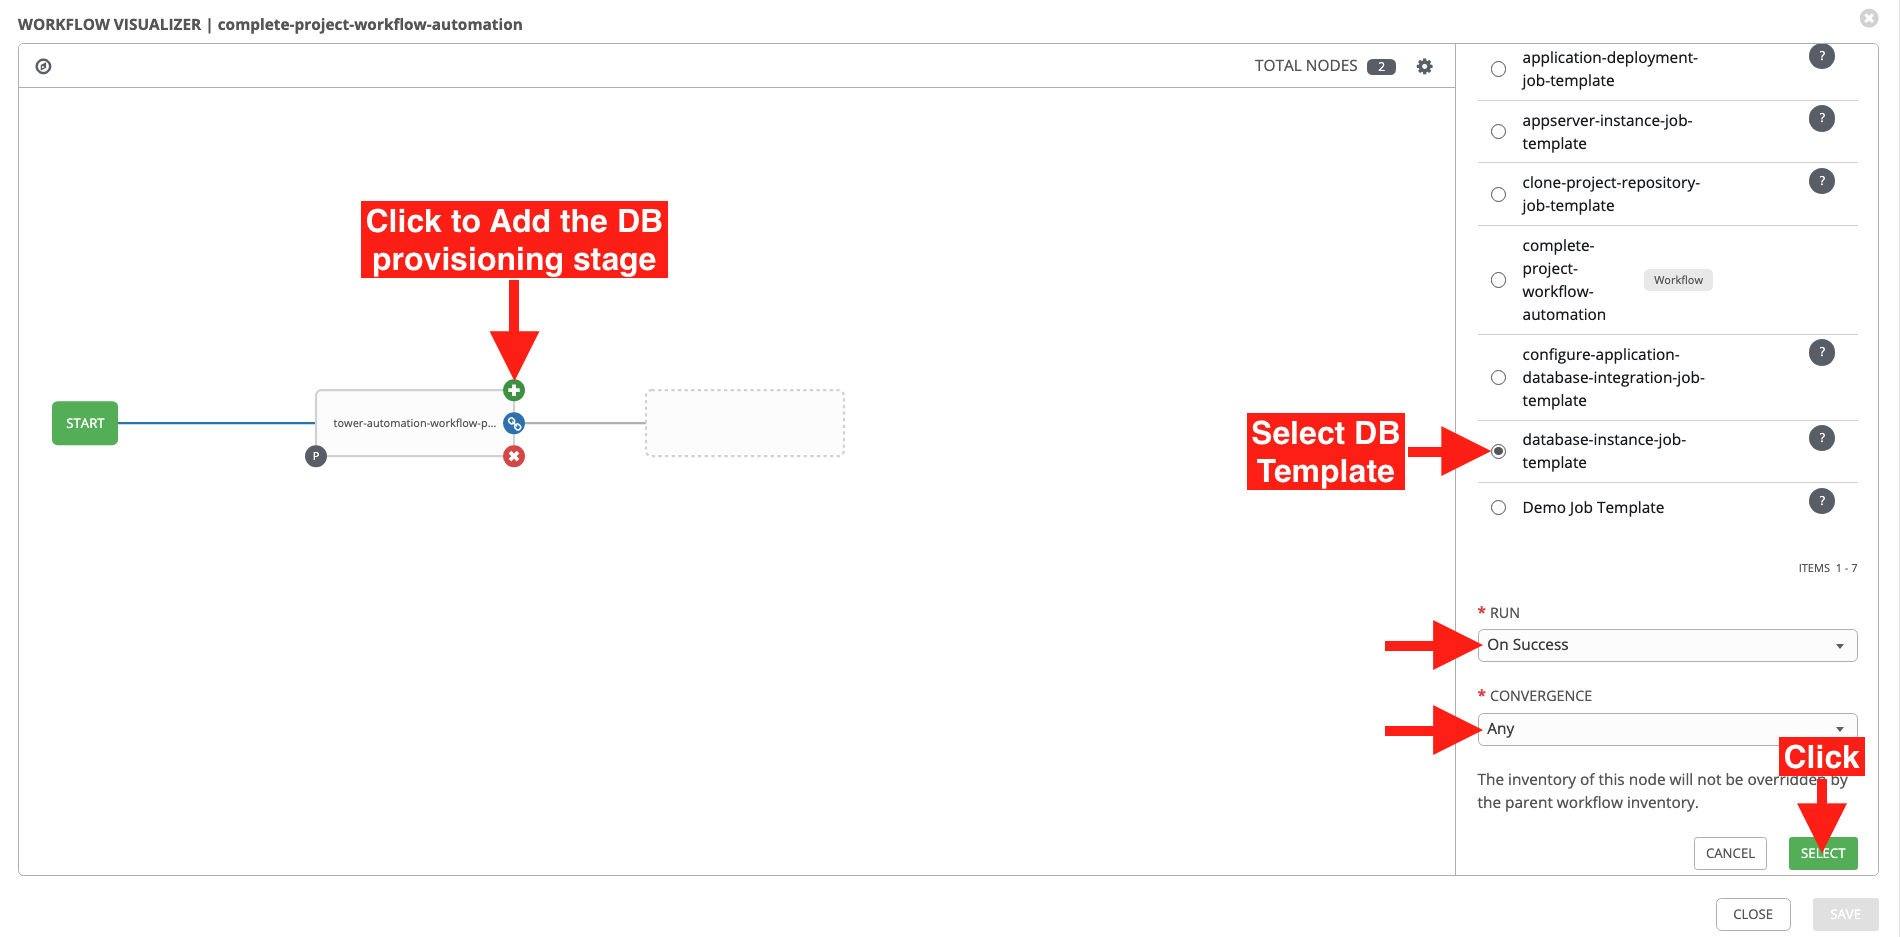 WORKFLOW VISUALIZER | complete-project-workflow-automation
TOTAL NODES 2
Click to Add the DB
provisioning stage
START
tower-automation-workflow-p...
P
application-deployment-
job-template
?
appserver-instance-job-
template
?
clone-project-repository-
job-template
?
complete-
project-
workflow-
automation
Workflow
configure-application-
database-integration-job-
template
?
Select DB
Template
database-instance-job-
template
?
Demo Job Template
?
ITEMS 1 - 7
* RUN
On Success
* CONVERGENCE
Any
Click
The inventory of this node will not be overridden by
the parent workflow inventory.
CANCEL
SELECT
CLOSE
SAVE